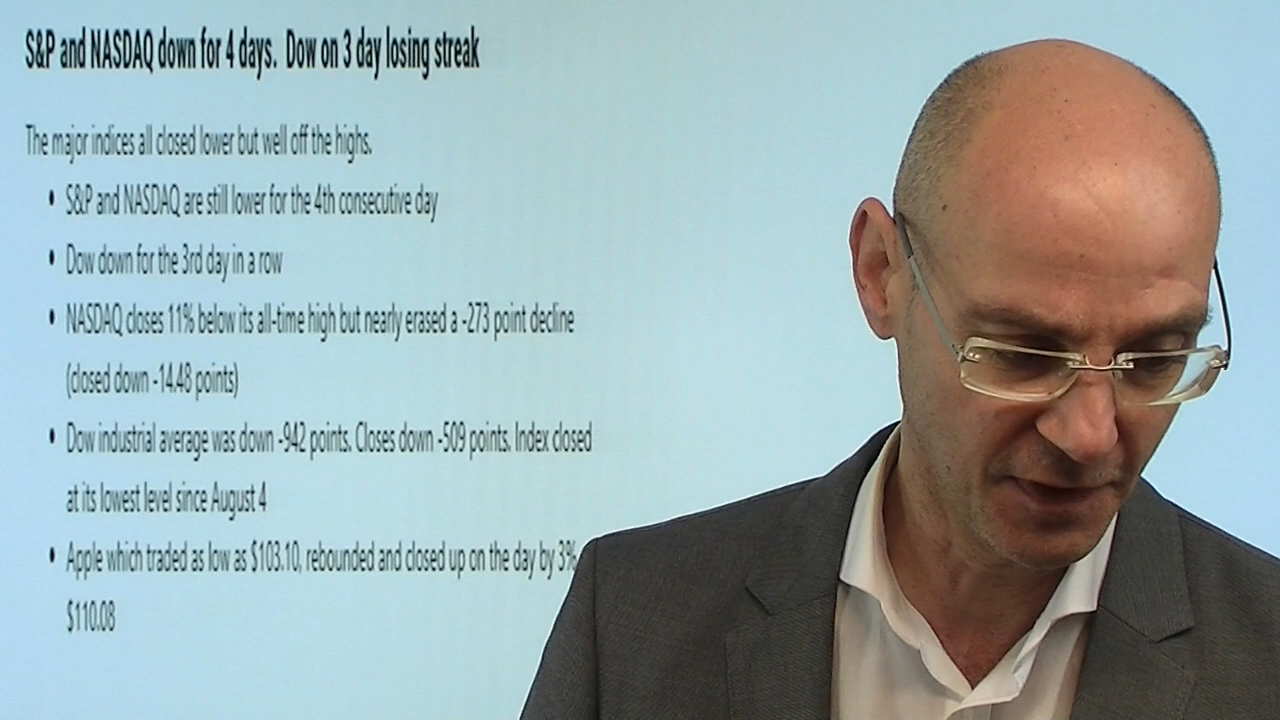 S&P and NASDAQ down for 4 days. Dow on 3 day losing streak
The major indices all closed lower but well off the highs.
• S&P and NASDAQ are still lower for the 4th consecutive day
• Dow down for the 3rd day in a row
• NASDAQ closes 11% below its all-time high but nearly erased a -273 point decline
(closed down -14.48 points)
• Dow industrial average was down -942 points. Closes down -509 points. Index closed
at its lowest level since August 4
• Apple which traded as low as $103.10, rebounded and closed up on the day by 3%
$110.08